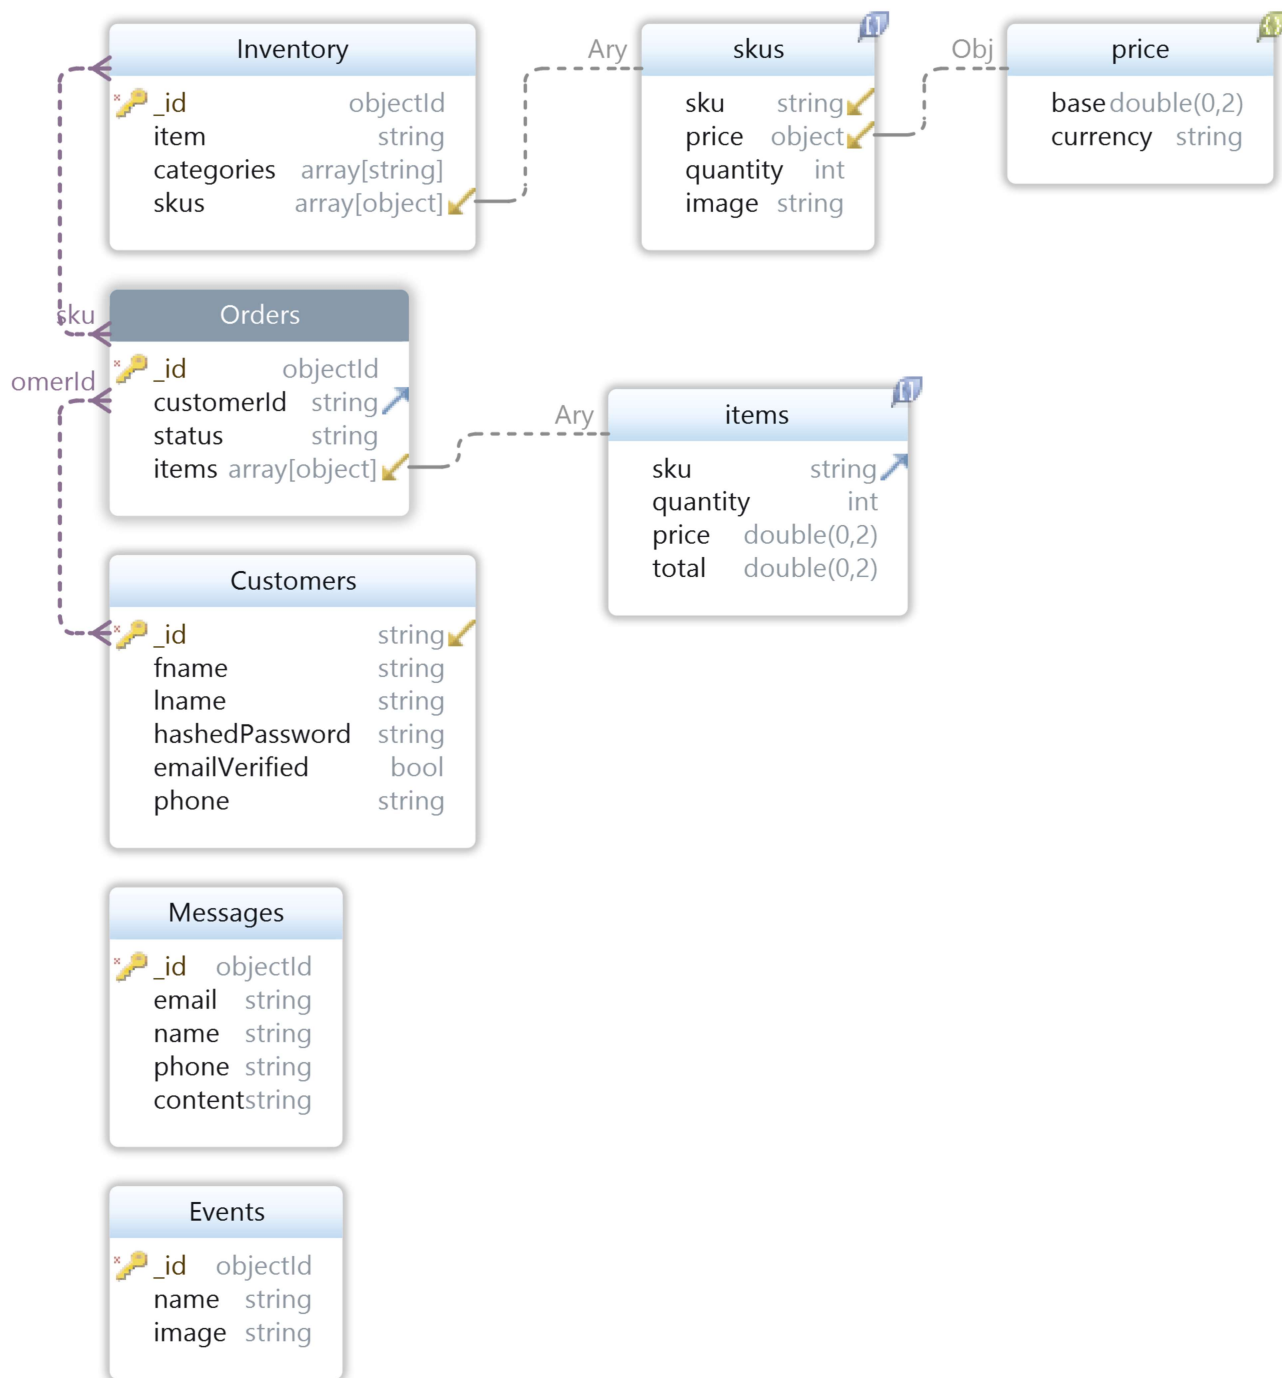 Inventory
_id objectId
item string
categories array[string]
skus array[object]
Ary
skus
sku string
price object
quantity int
image string
Obj
price
base double(0,2)
currency string
sku
Orders
_id objectId
customerId string
status string
items array[object]
omerId
Ary
items
sku string
quantity int
price double(0,2)
total double(0,2)
Customers
_id string
fname string
lname string
hashedPassword string
emailVerified bool
phone string
Messages
_id objectId
email string
name string
phone string
content string
Events
_id objectId
name string
image string